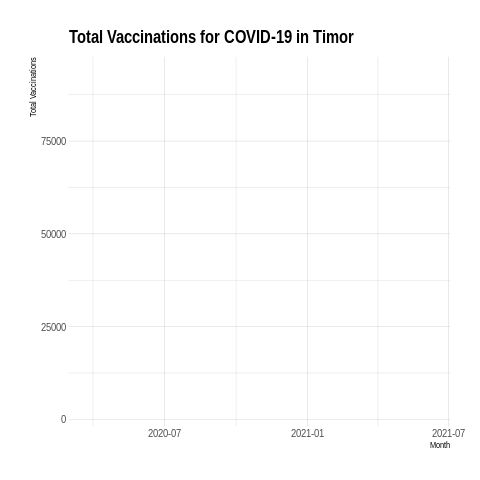 Total Vaccinations for COVID-19 in Timor
Total Vaccinations
75000
50000
25000
0
2020-07 2021-01 2021-07
Month